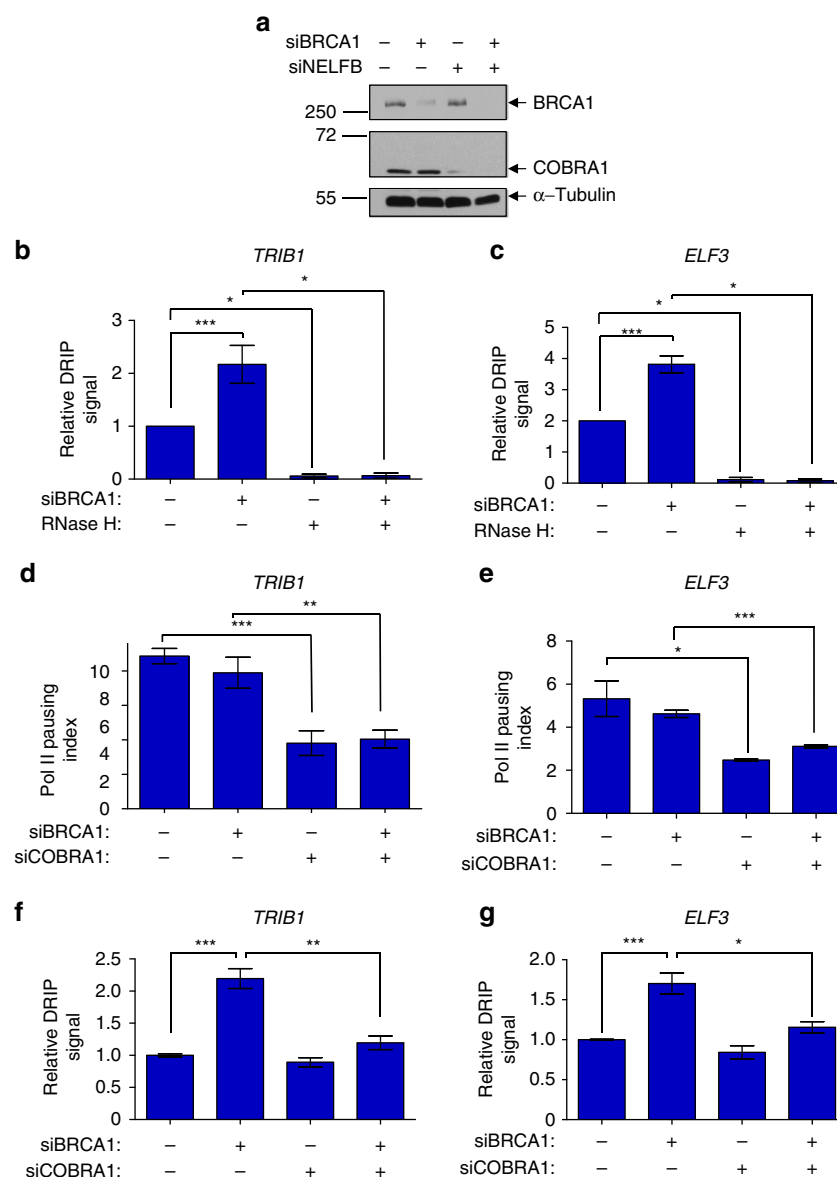 a
siBRCA1 – + – +
siNELFB – – + +
250
BRCA1
72
COBRA1
55
α–Tubulin
b
TRIB1
*
*
***
3
2
1
0
Relative DRIP
signal
siBRCA1: – + – +
RNase H: – – + +
c
ELF3
*
*
***
5
4
3
2
1
0
Relative DRIP
signal
siBRCA1: – + – +
RNase H: – – + +
d
TRIB1
**
***
10
6
4
2
0
Pol II pausing
index
siBRCA1: – + – +
siCOBRA1: – – + +
e
ELF3
***
*
8
6
4
2
0
Pol II pausing
index
siBRCA1: – + – +
siCOBRA1: – – + +
f
TRIB1
*** **
2.5
2.0
1.5
1.0
0.5
0
Relative DRIP
signal
siBRCA1: – + – +
siCOBRA1: – – + +
g
ELF3
*** *
2.0
1.5
1.0
0.5
0
Relative DRIP
signal
siBRCA1: – + – +
siCOBRA1: – – + +